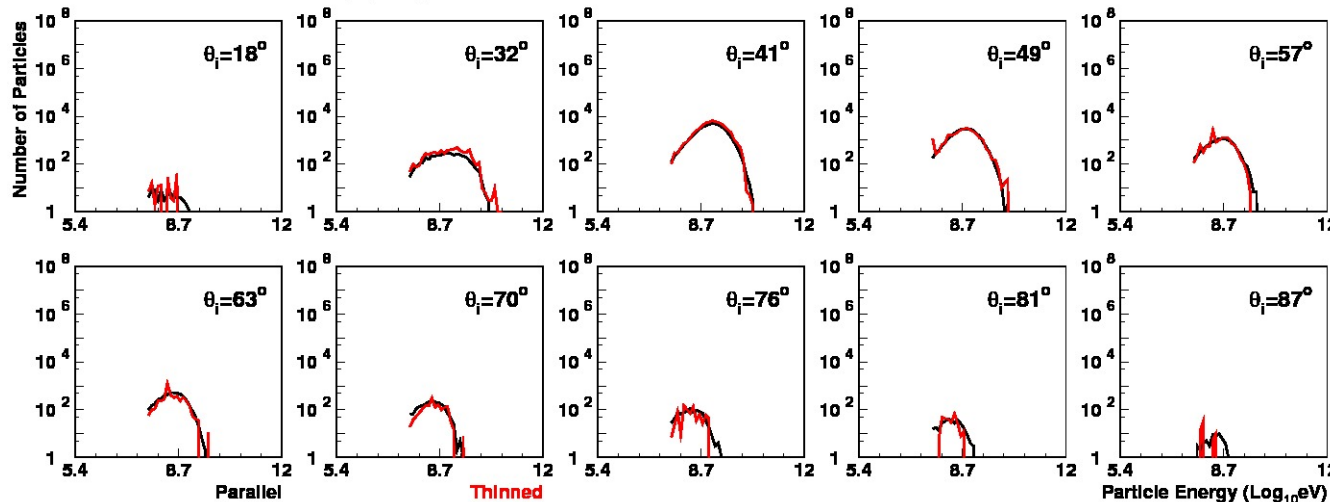 Number of Particles
10^8
10^6
10^4
10^2
1
5.4 8.7 12
θi=18°
10^8
10^6
10^4
10^2
1
5.4 8.7 12
θi=32°
10^8
10^6
10^4
10^2
1
5.4 8.7 12
θi=41°
10^8
10^6
10^4
10^2
1
5.4 8.7 12
θi=49°
10^8
10^6
10^4
10^2
1
5.4 8.7 12
θi=57°
10^8
10^6
10^4
10^2
1
5.4 8.7 12
θi=63°
10^8
10^6
10^4
10^2
1
5.4 8.7 12
θi=70°
10^8
10^6
10^4
10^2
1
5.4 8.7 12
θi=76°
10^8
10^6
10^4
10^2
1
5.4 8.7 12
θi=81°
10^8
10^6
10^4
10^2
1
5.4 8.7 12
θi=87°
Parallel
Thinned
Particle Energy (Log10eV)